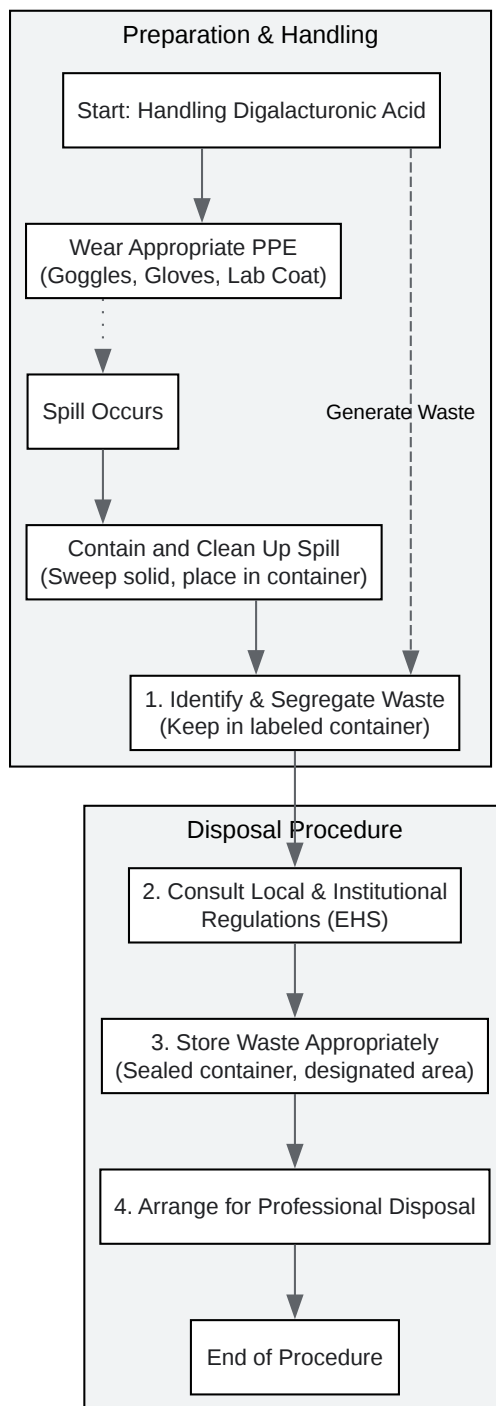 Preparation & Handling
Start: Handling Digalacturonic Acid
Wear Appropriate PPE
(Goggles, Gloves, Lab Coat)
Spill Occurs
Generate Waste
Contain and Clean Up Spill
(Sweep solid, place in container)
1. Identify & Segregate Waste
(Keep in labeled container)
Disposal Procedure
2. Consult Local & Institutional
Regulations (EHS)
3. Store Waste Appropriately
(Sealed container, designated area)
4. Arrange for Professional Disposal
End of Procedure